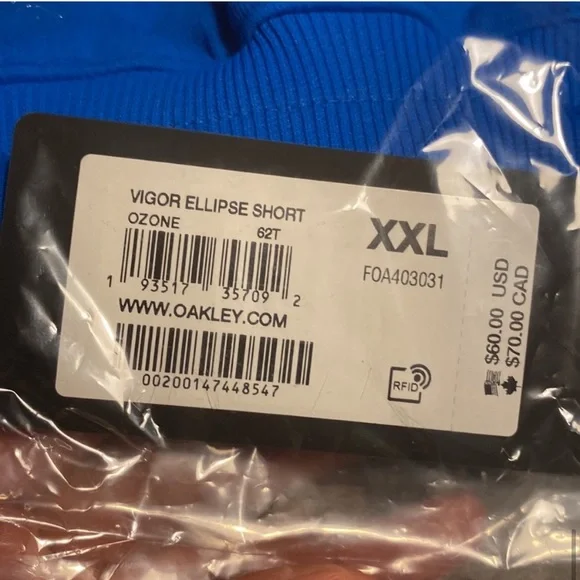 VIGOR ELLIPSE SHORT
OZONE 62T
1 93517 35709 2
WWW.OAKLEY.COM
00200147448547
XXL
FOA403031
RFID
$60.00 USD
$70.00 CAD